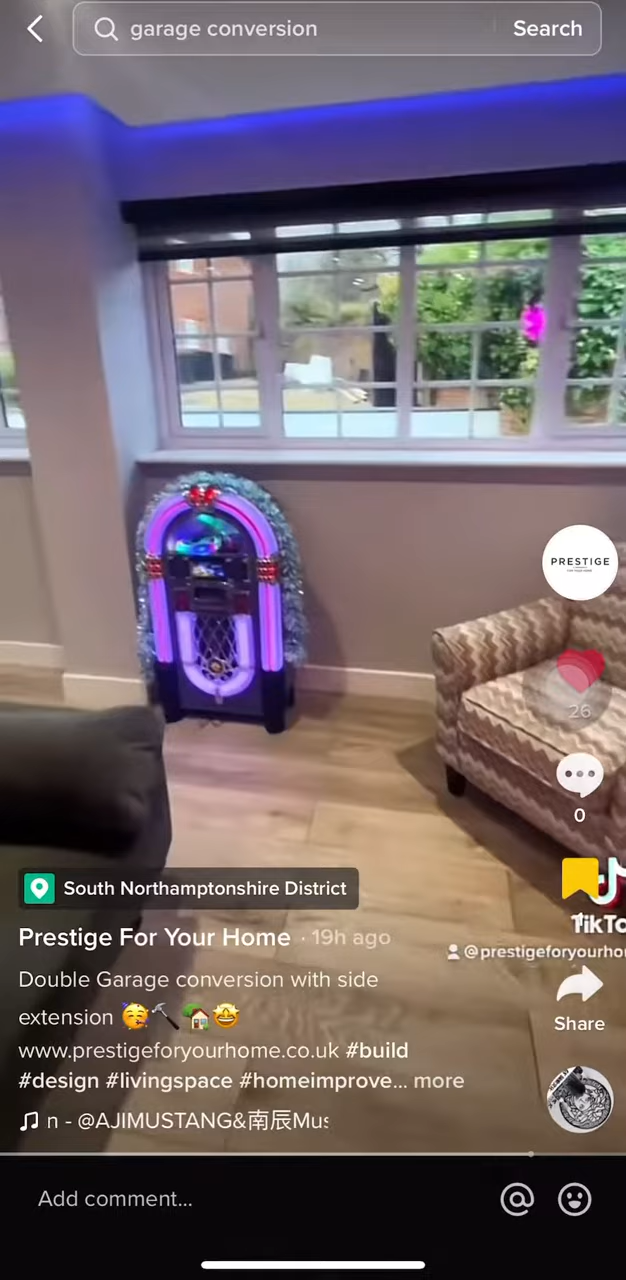 garage conversion Search
PRESTIGE
26
0
South Northamptonshire District
Prestige For Your Home · 19h ago
TikTo
@prestigeforyourho
Double Garage conversion with side
extension 🥳🔨🏡🤩
Share
www.prestigeforyourhome.co.uk #build
#design #livingspace #homeimprove... more
n - @AJIMUSTANG&南辰Mus
Add comment...